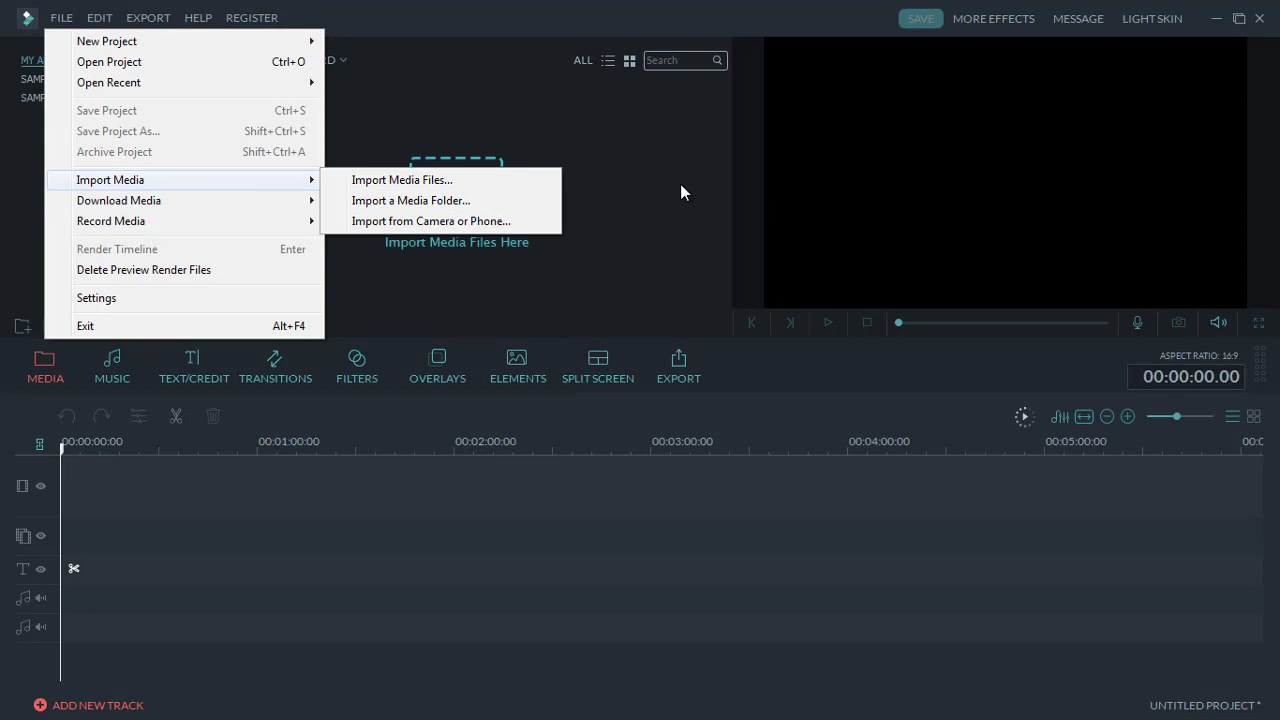 FILE EDIT EXPORT HELP REGISTER SAVE MORE EFFECTS MESSAGE LIGHT SKIN
New Project
Open Project Ctrl+O
Open Recent
Save Project Ctrl+S
Save Project As... Shift+Ctrl+S
Archive Project Shift+Ctrl+A
Import Media
Download Media
Record Media
Render Timeline Enter
Delete Preview Render Files
Settings
Exit Alt+F4
Import Media Files...
Import a Media Folder...
Import from Camera or Phone...
ALL Search
Import Media Files Here
MEDIA MUSIC TEXT/CREDIT TRANSITIONS FILTERS OVERLAYS ELEMENTS SPLIT SCREEN EXPORT
ASPECT RATIO: 16:9
00:00:00.00
00:00:00:00 00:01:00:00 00:02:00:00 00:03:00:00 00:04:00:00 00:05:00:00
ADD NEW TRACK UNTITLED PROJECT *